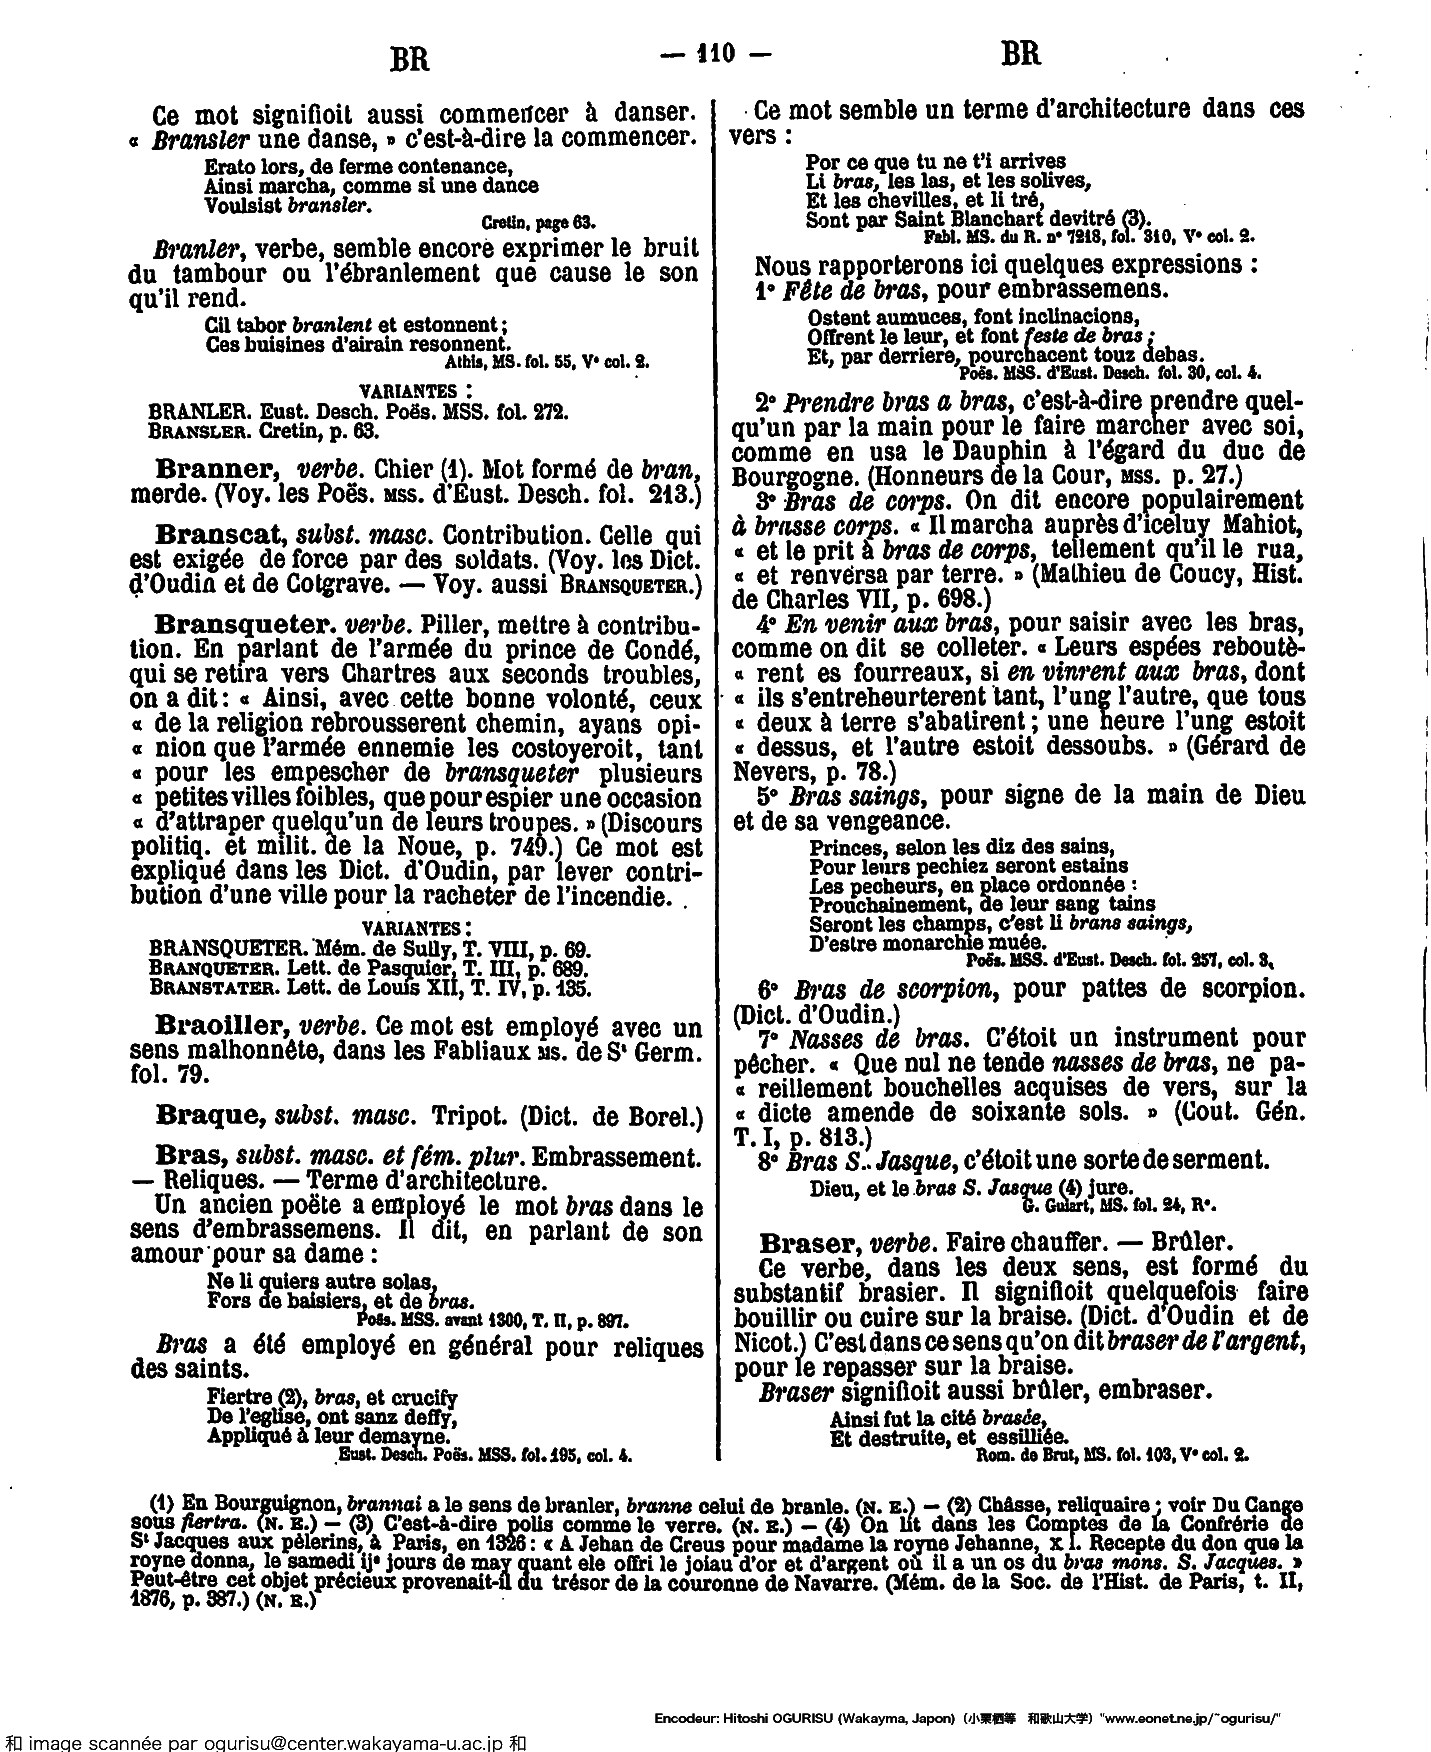 BR
— 110 —
BR
Ce mot signifioit aussi commencer à danser.
« Bransler une danse, » c'est-à-dire la commencer.
Erato lors, de ferme contenance,
Ainsi marcha, comme si une dance
Voulsist bransler.
Cretin, page 63.
Branler, verbe, semble encore exprimer le bruit
du tambour ou l'ébranlement que cause le son
qu'il rend.
Cil tabor branlent et estonnent ;
Ces buisines d'airain resonnent.
Athis, MS. fol. 55, V° col. 2.
VARIANTES :
BRANLER. Eust. Desch. Poës. MSS. fol. 272.
BRANSLER. Cretin, p. 63.
Branner, verbe. Chier (1). Mot formé de bran,
merde. (Voy. les Poës. MSS. d'Eust. Desch. fol. 213.)
Branscat, subst. masc. Contribution. Celle qui
est exigée de force par des soldats. (Voy. les Dict.
d'Oudin et de Cotgrave. — Voy. aussi BRANSQUETER.)
Bransqueter. verbe. Piller, mettre à contribu-
tion. En parlant de l'armée du prince de Condé,
qui se retira vers Chartres aux seconds troubles,
on a dit : « Ainsi, avec cette bonne volonté, ceux
« de la religion rebrousserent chemin, ayans opi-
« nion que l'armée ennemie les costoyeroit, tant
« pour les empescher de bransqueter plusieurs
« petites villes foibles, que pour espier une occasion
« d'attraper quelqu'un de leurs troupes. » (Discours
politiq. et milit. de la Noue, p. 749.) Ce mot est
expliqué dans les Dict. d'Oudin, par lever contri-
bution d'une ville pour la racheter de l'incendie.
VARIANTES :
BRANSQUETER. Mém. de Sully, T. VIII, p. 69.
BRANQUETER. Lett. de Pasquier, T. III, p. 689.
BRANSTATER. Lett. de Louis XII, T. IV, p. 135.
Braoiller, verbe. Ce mot est employé avec un
sens malhonnête, dans les Fabliaux MS. de St Germ.
fol. 79.
Braque, subst. masc. Tripot. (Dict. de Borel.)
Bras, subst. masc. et fém. plur. Embrassement.
— Reliques. — Terme d'architecture.
Un ancien poëte a employé le mot bras dans le
sens d'embrassemens. Il dit, en parlant de son
amour pour sa dame :
Ne li quiers autre solas,
Fors de baisiers, et de bras.
Poës. MSS. avant 1300, T. II, p. 897.
Bras a été employé en général pour reliques
des saints.
Fiertre (2), bras, et crucify
De l'eglise, ont sanz deffy,
Appliqué à leur demayne.
Eust. Desch. Poës. MSS. fol. 195, col. 4.
Ce mot semble un terme d'architecture dans ces
vers :
Por ce que tu ne t'i arrives
Li bras, les las, et les solives,
Et les chevilles, et li tré,
Sont par Saint Blanchart devitré (3).
Fabl. MS. du R. n° 7218, fol. 310, V° col. 2.
Nous rapporterons ici quelques expressions :
1° Fête de bras, pour embrassemens.
Ostent aumuces, font inclinacions,
Offrent le leur, et font feste de bras ;
Et, par derriere, pourchacent touz debas.
Poës. MSS. d'Eust. Desch. fol. 30, col. 4.
2° Prendre bras a bras, c'est-à-dire prendre quel-
qu'un par la main pour le faire marcher avec soi,
comme en usa le Dauphin à l'égard du duc de
Bourgogne. (Honneurs de la Cour, MSS. p. 27.)
3° Bras de corps. On dit encore populairement
à brasse corps. « Il marcha auprès d'iceluy Mahiot,
« et le prit à bras de corps, tellement qu'il le rua,
« et renversa par terre. » (Mathieu de Coucy, Hist.
de Charles VII, p. 698.)
4° En venir aux bras, pour saisir avec les bras,
comme on dit se colleter. « Leurs espées reboutè-
« rent es fourreaux, si en vinrent aux bras, dont
« ils s'entreheurterent tant, l'ung l'autre, que tous
« deux à terre s'abatirent ; une heure l'ung estoit
« dessus, et l'autre estoit dessoubs. » (Gérard de
Nevers, p. 78.)
5° Bras saings, pour signe de la main de Dieu
et de sa vengeance.
Princes, selon les diz des sains,
Pour leurs pechiez seront estains
Les pecheurs, en place ordonnée :
Prouchainement, de leur sang tains
Seront les champs, c'est li brans saings,
D'estre monarchie muée.
Poës. MSS. d'Eust. Desch. fol. 257, col. 3.
6° Bras de scorpion, pour pattes de scorpion.
(Dict. d'Oudin.)
7° Nasses de bras. C'étoit un instrument pour
pêcher. « Que nul ne tende nasses de bras, ne pa-
« reillement bouchelles acquises de vers, sur la
« dicte amende de soixante sols. » (Cout. Gén.
T. I, p. 813.)
8° Bras S. Jasque, c'étoit une sorte de serment.
Dieu, et le bras S. Jasque (4) jure.
G. Guiart, MS. fol. 24, R°.
Braser, verbe. Faire chauffer. — Brûler.
Ce verbe, dans les deux sens, est formé du
substantif brasier. Il signifioit quelquefois faire
bouillir ou cuire sur la braise. (Dict. d'Oudin et de
Nicot.) C'est dans ce sens qu'on dit braser de l'argent,
pour le repasser sur la braise.
Braser signifioit aussi brûler, embraser.
Ainsi fut la cité brasée,
Et destruite, et essilliée.
Rom. de Brut, MS. fol. 103, V° col. 2.
(1) En Bourguignon, brannai a le sens de branler, branne celui de branle. (N. E.) — (2) Châsse, reliquaire ; voir Du Cange
sous fiertra. (N. E.) — (3) C'est-à-dire polis comme le verre. (N. E.) — (4) On lit dans les Comptes de la Confrérie de
St Jacques aux pèlerins, à Paris, en 1326 : « A Jehan de Creus pour madame la royne Jehanne, x l. Recepte du don que la
royne donna, le samedi ije jours de may quant ele offri le joiau d'or et d'argent où il a un os du bras mons. S. Jacques. »
Peut-être cet objet précieux provenait-il du trésor de la couronne de Navarre. (Mém. de la Soc. de l'Hist. de Paris, t. II,
1876, p. 387.) (N. E.)
Encodeur: Hitoshi OGURISU (Wakayma, Japon) (小栗栖等 和歌山大学) "www.eonet.ne.jp/~ogurisu/"
和 image scannée par ogurisu@center.wakayama-u.ac.jp 和